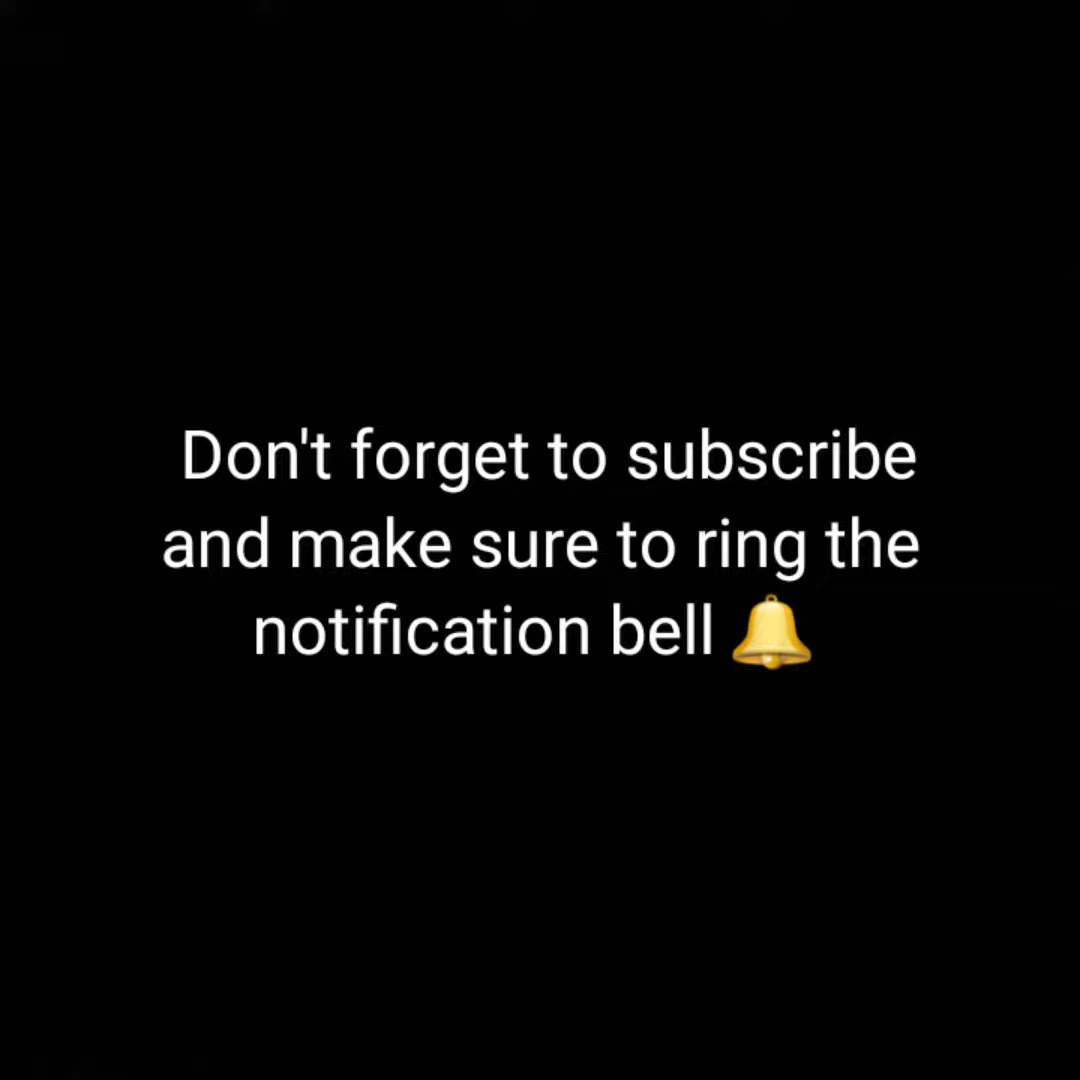 Don't forget to subscribe
and make sure to ring the
notification bell 🔔